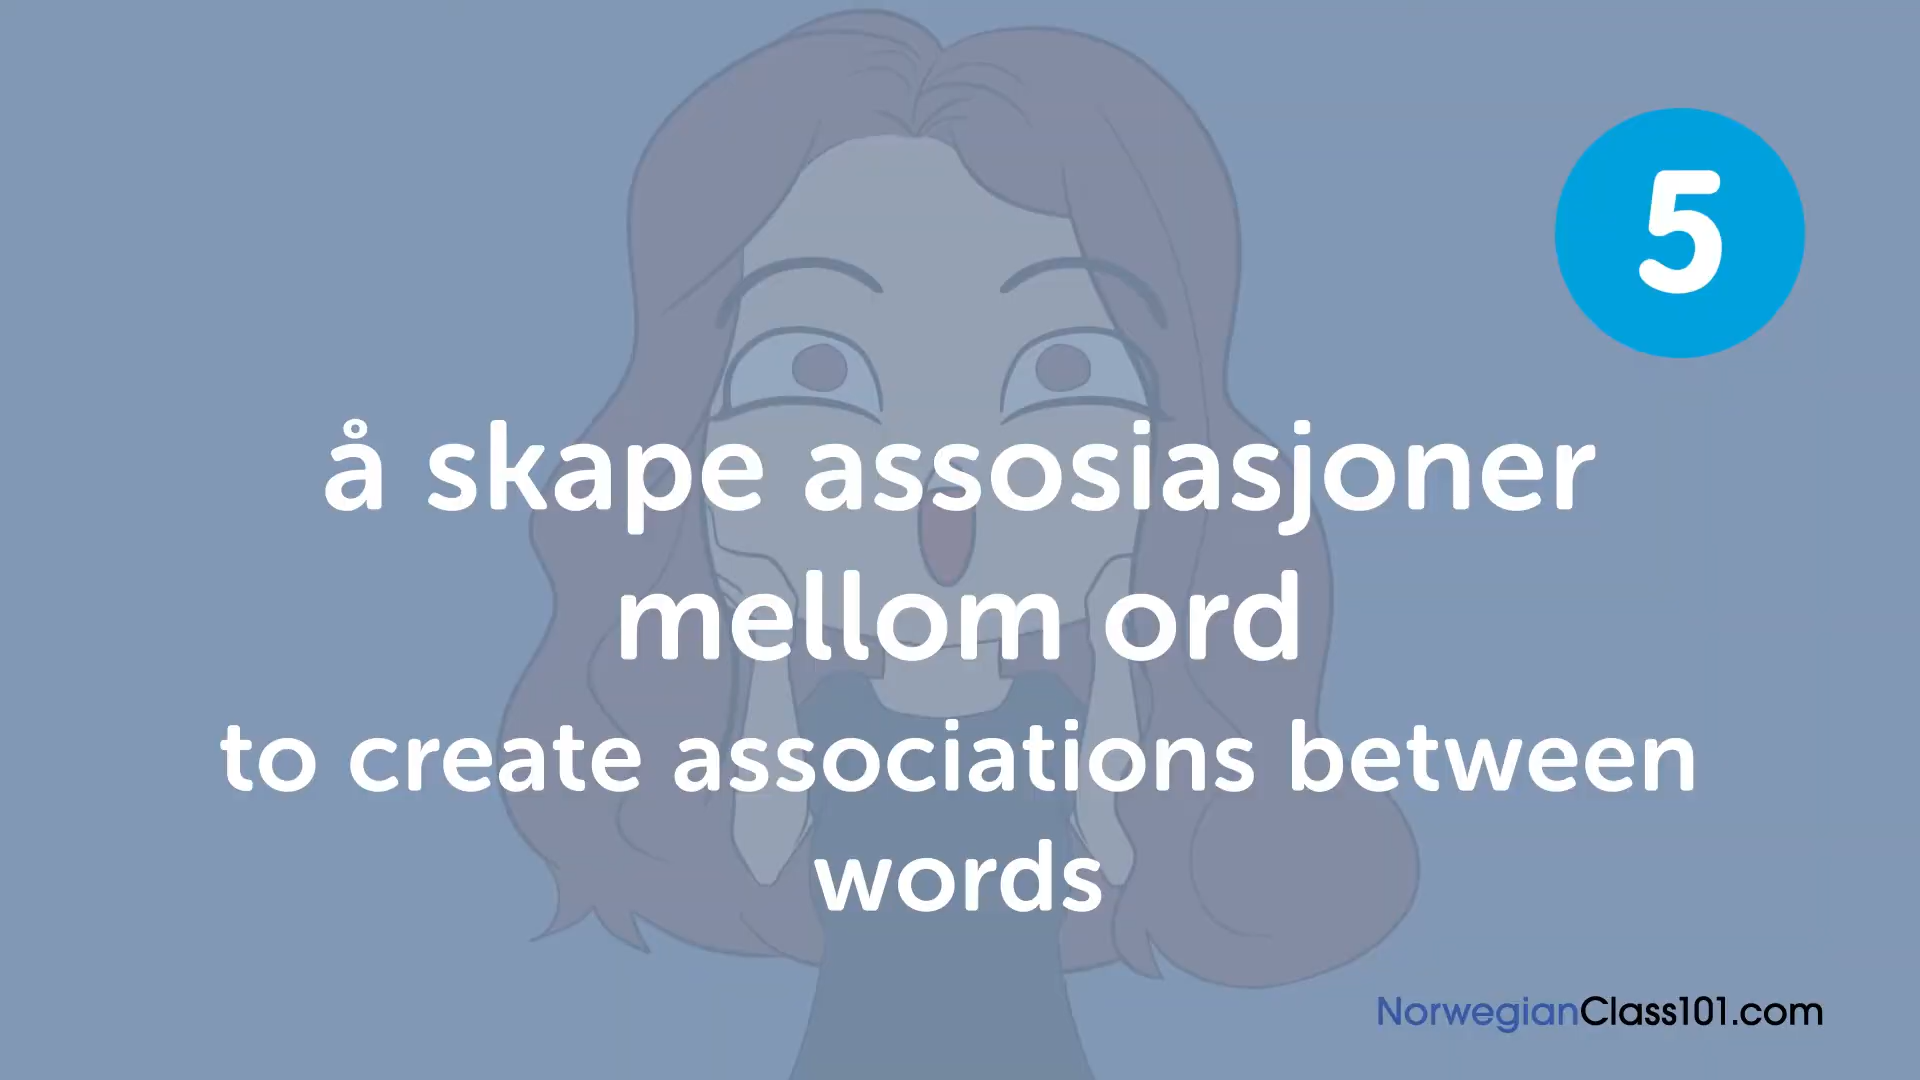 5
å skape assosiasjoner
mellom ord
to create associations between
words
NorwegianClass101.com